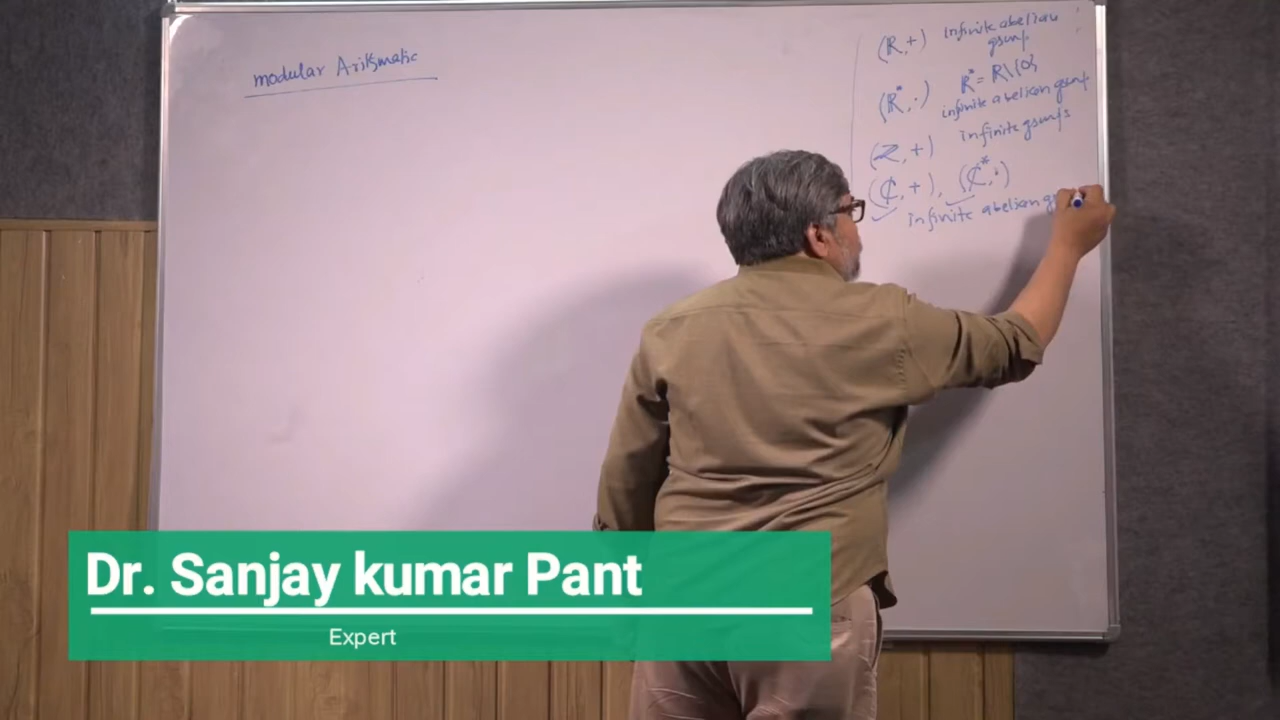 modular Arithmatic
(R,+) infinite abelian
group
(R*,·) R* = R\{0}
infinite abelian group
(Z,+) infinite groups
(ℂ,+), (ℂ*,·)
infinite abelian g
Dr. Sanjay kumar Pant
Expert